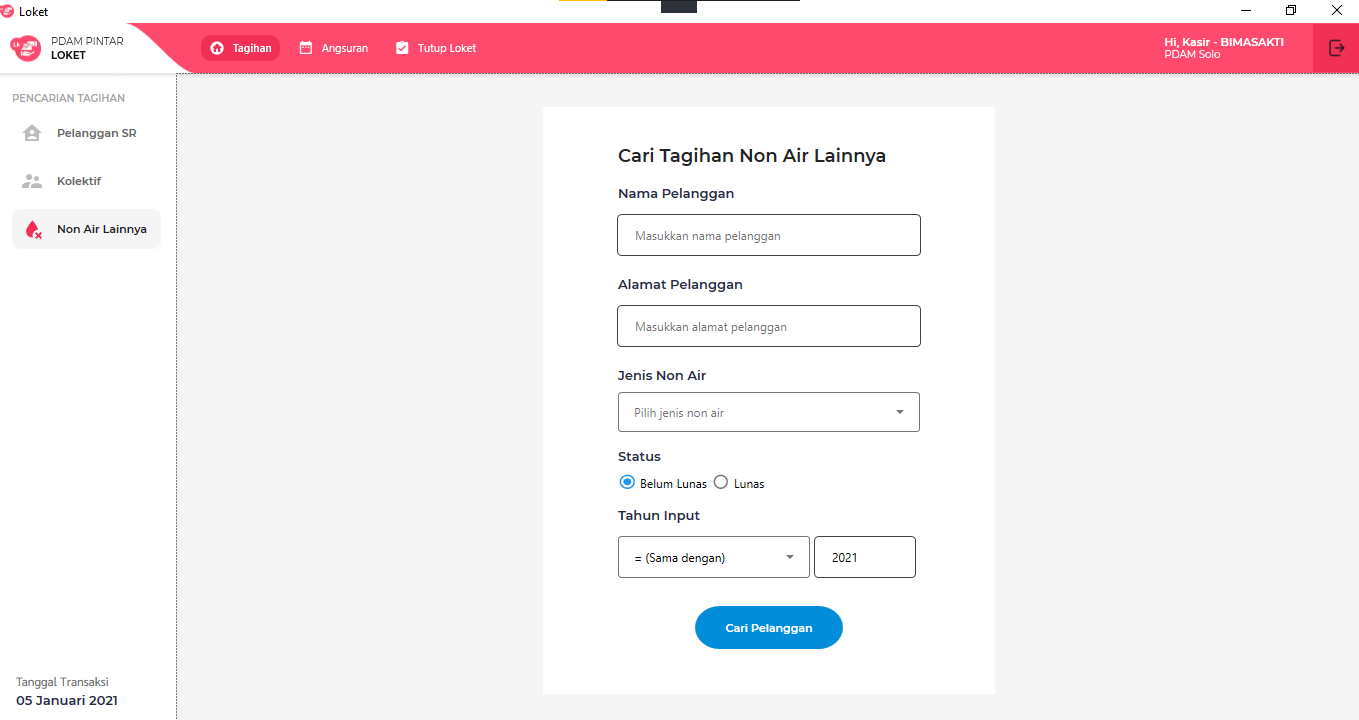 Loket
PDAM PINTAR
LOKET
Tagihan
Angsuran
Tutup Loket
Hi, Kasir - BIMASAKTI
PDAM Solo
PENCARIAN TAGIHAN
Pelanggan SR
Kolektif
Non Air Lainnya
Cari Tagihan Non Air Lainnya
Nama Pelanggan
Masukkan nama pelanggan
Alamat Pelanggan
Masukkan alamat pelanggan
Jenis Non Air
Pilih jenis non air
Status
Belum Lunas
Lunas
Tahun Input
= (Sama dengan)
2021
Cari Pelanggan
Tanggal Transaksi
05 Januari 2021